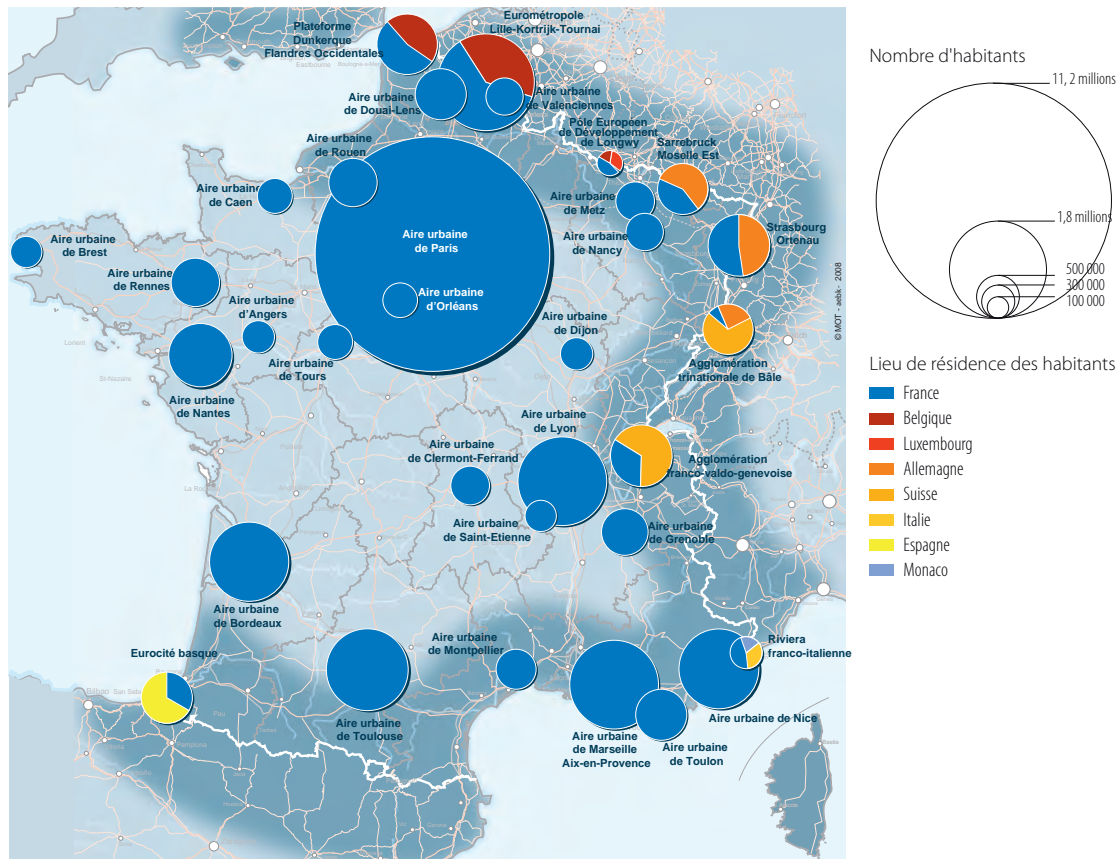 Plateforme
Dunkerque
Flandres Occidentales
Eurométropole
Lille-Kortrijk-Tournai
Aire urbaine
de Douai-Lens
Aire urbaine
de Valenciennes
Pôle Européen
de Développement
de Longwy
Sarrebruck
Moselle Est
Aire urbaine
de Rouen
Aire urbaine
de Caen
Aire urbaine
de Metz
Aire urbaine
de Nancy
Strasbourg
Ortenau
Aire urbaine
de Brest
Aire urbaine
de Paris
Aire urbaine
de Rennes
Aire urbaine
d'Orléans
Aire urbaine
d'Angers
Aire urbaine
de Dijon
Aire urbaine
de Tours
Agglomération
trinationale de Bâle
Aire urbaine
de Nantes
Aire urbaine
de Lyon
Aire urbaine
de Clermont-Ferrand
Agglomération
franco-valdo-genevoise
Aire urbaine
de Saint-Etienne
Aire urbaine
de Grenoble
Aire urbaine
de Bordeaux
Eurocité basque
Aire urbaine
de Montpellier
Riviera
franco-italienne
Aire urbaine
de Toulouse
Aire urbaine
de Marseille
Aix-en-Provence
Aire urbaine de Nice
Aire urbaine
de Toulon
Lorient
St-Nazaire
Bilbao
Pamplona
Pau
© MOT - aebk - 2008
Nombre d'habitants
11, 2 millions
1,8 millions
500 000
300 000
100 000
Lieu de résidence des habitants
France
Belgique
Luxembourg
Allemagne
Suisse
Italie
Espagne
Monaco